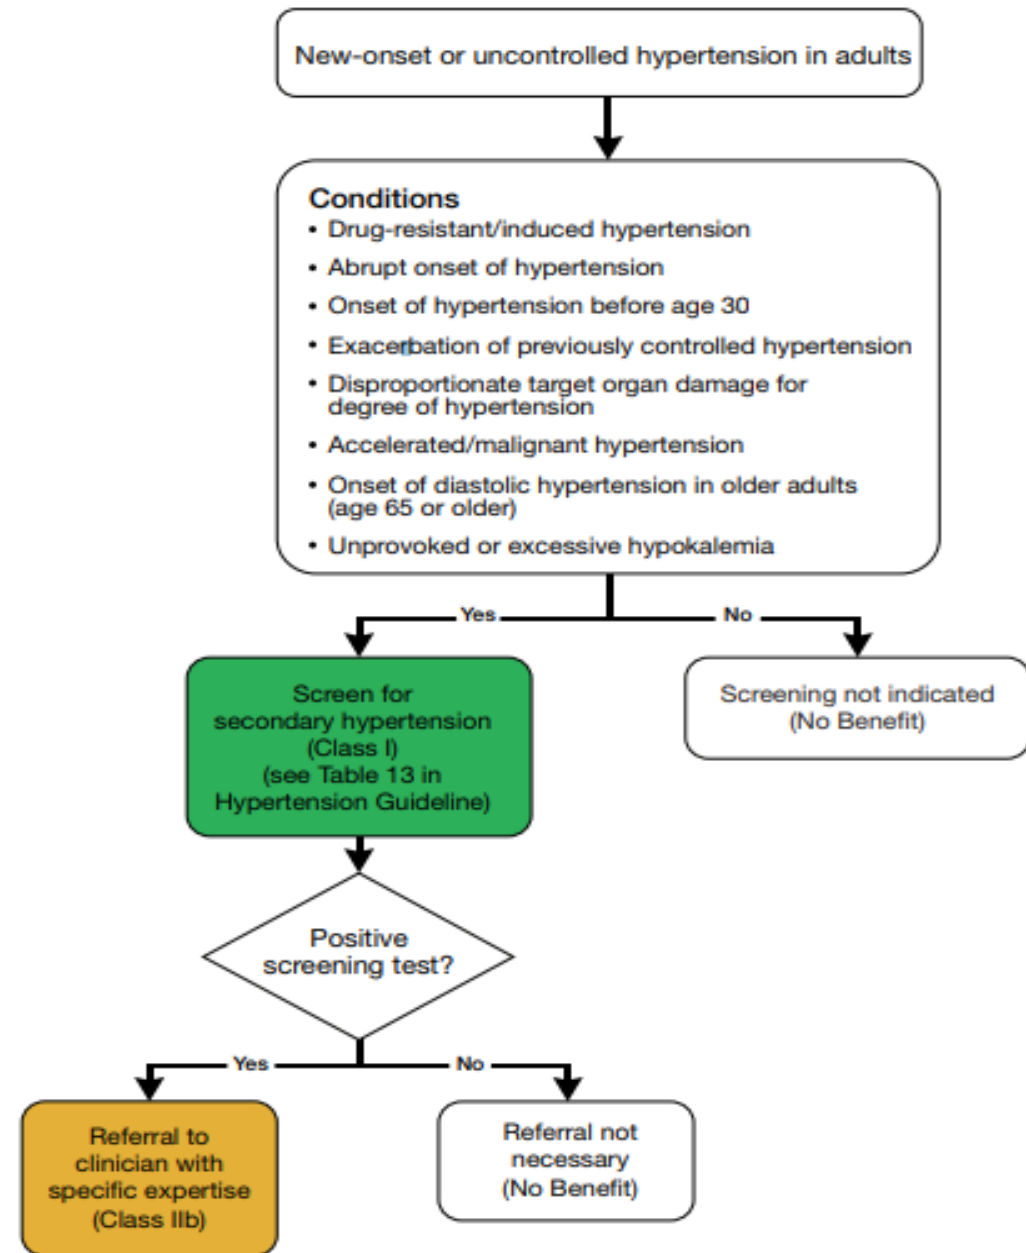 New-onset or uncontrolled hypertension in adults
Conditions
• Drug-resistant/induced hypertension
• Abrupt onset of hypertension
• Onset of hypertension before age 30
• Exacerbation of previously controlled hypertension
• Disproportionate target organ damage for
degree of hypertension
• Accelerated/malignant hypertension
• Onset of diastolic hypertension in older adults
(age 65 or older)
• Unprovoked or excessive hypokalemia
Yes
No
Screen for
secondary hypertension
(Class I)
(see Table 13 in
Hypertension Guideline)
Screening not indicated
(No Benefit)
Positive
screening test?
Yes
No
Referral to
clinician with
specific expertise
(Class IIb)
Referral not
necessary
(No Benefit)